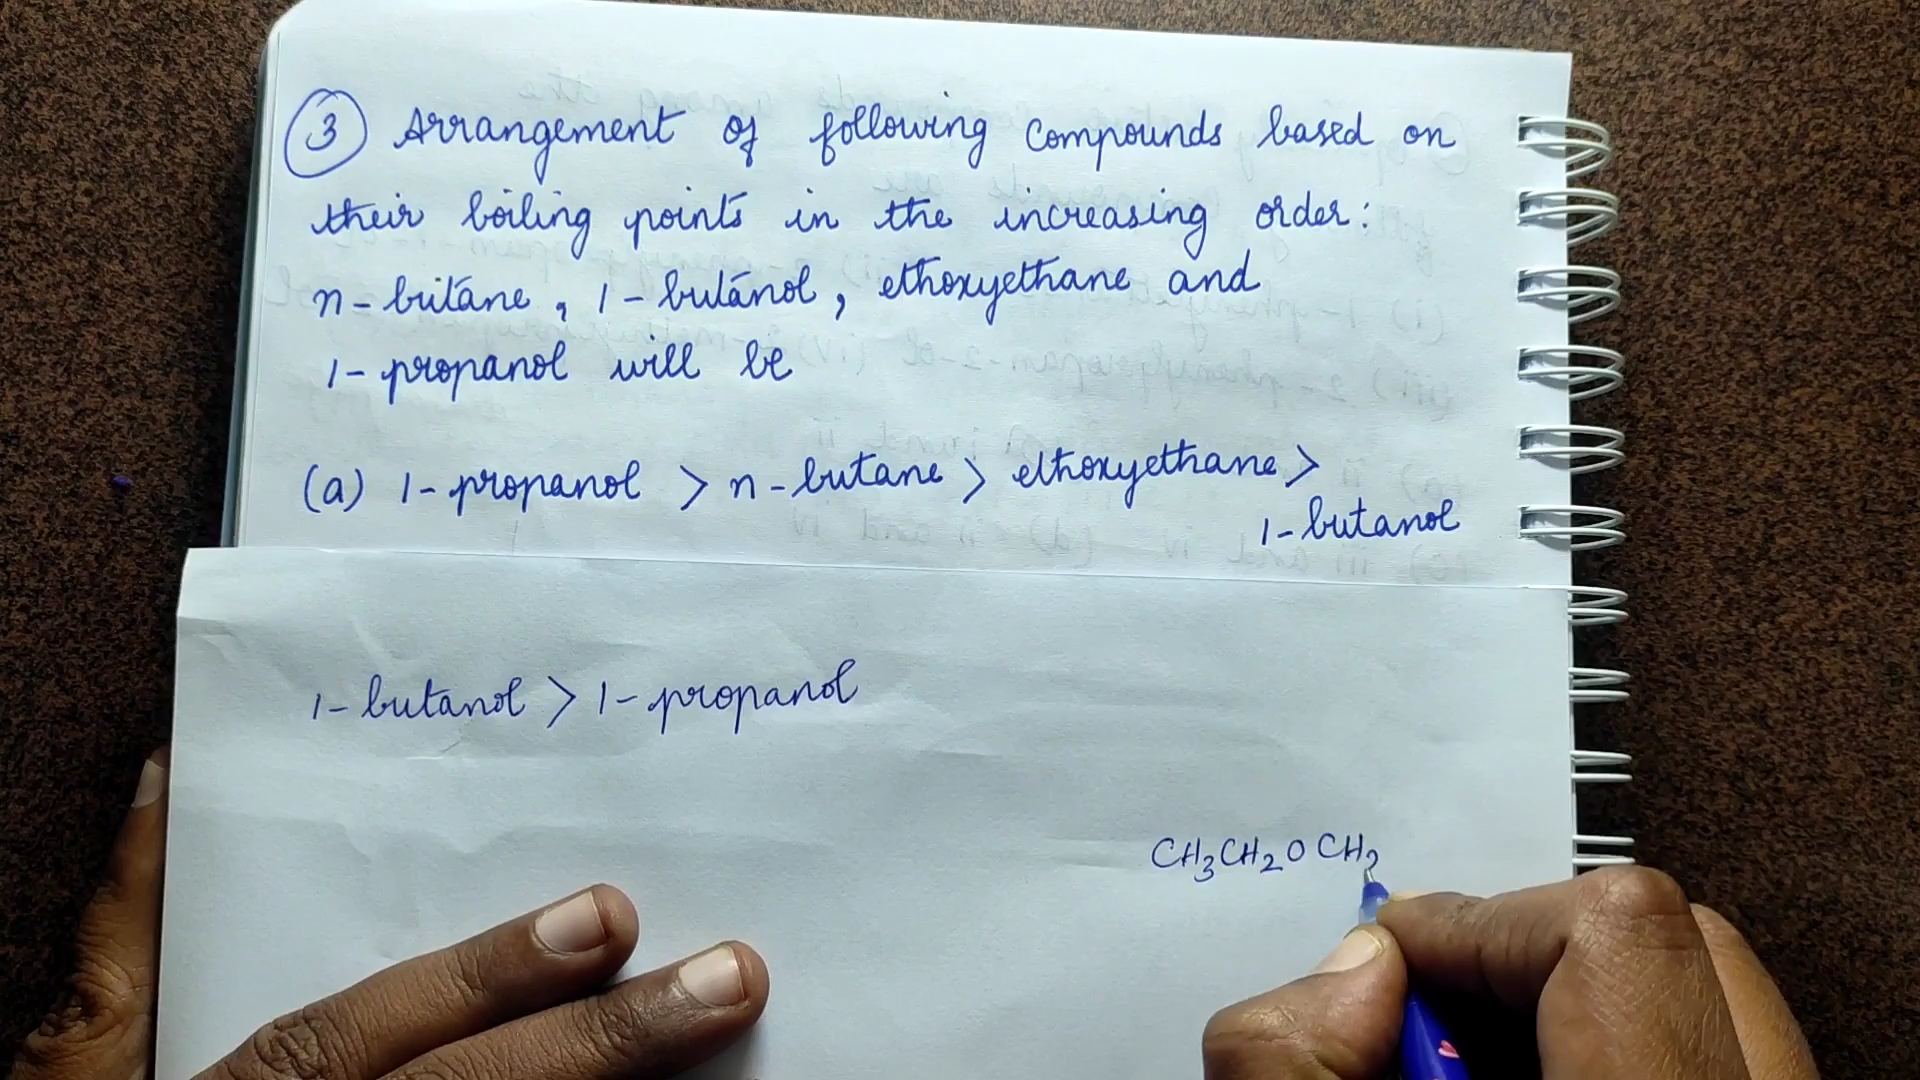 3 Arrangement of following compounds based on
their boiling points in the increasing order:
n-butane, 1-butanol, ethoxyethane and
1-propanol will be
(a) 1-propanol > n-butane > ethoxyethane >
1-butanol
1-butanol > 1-propanol
CH3CH2OCH2